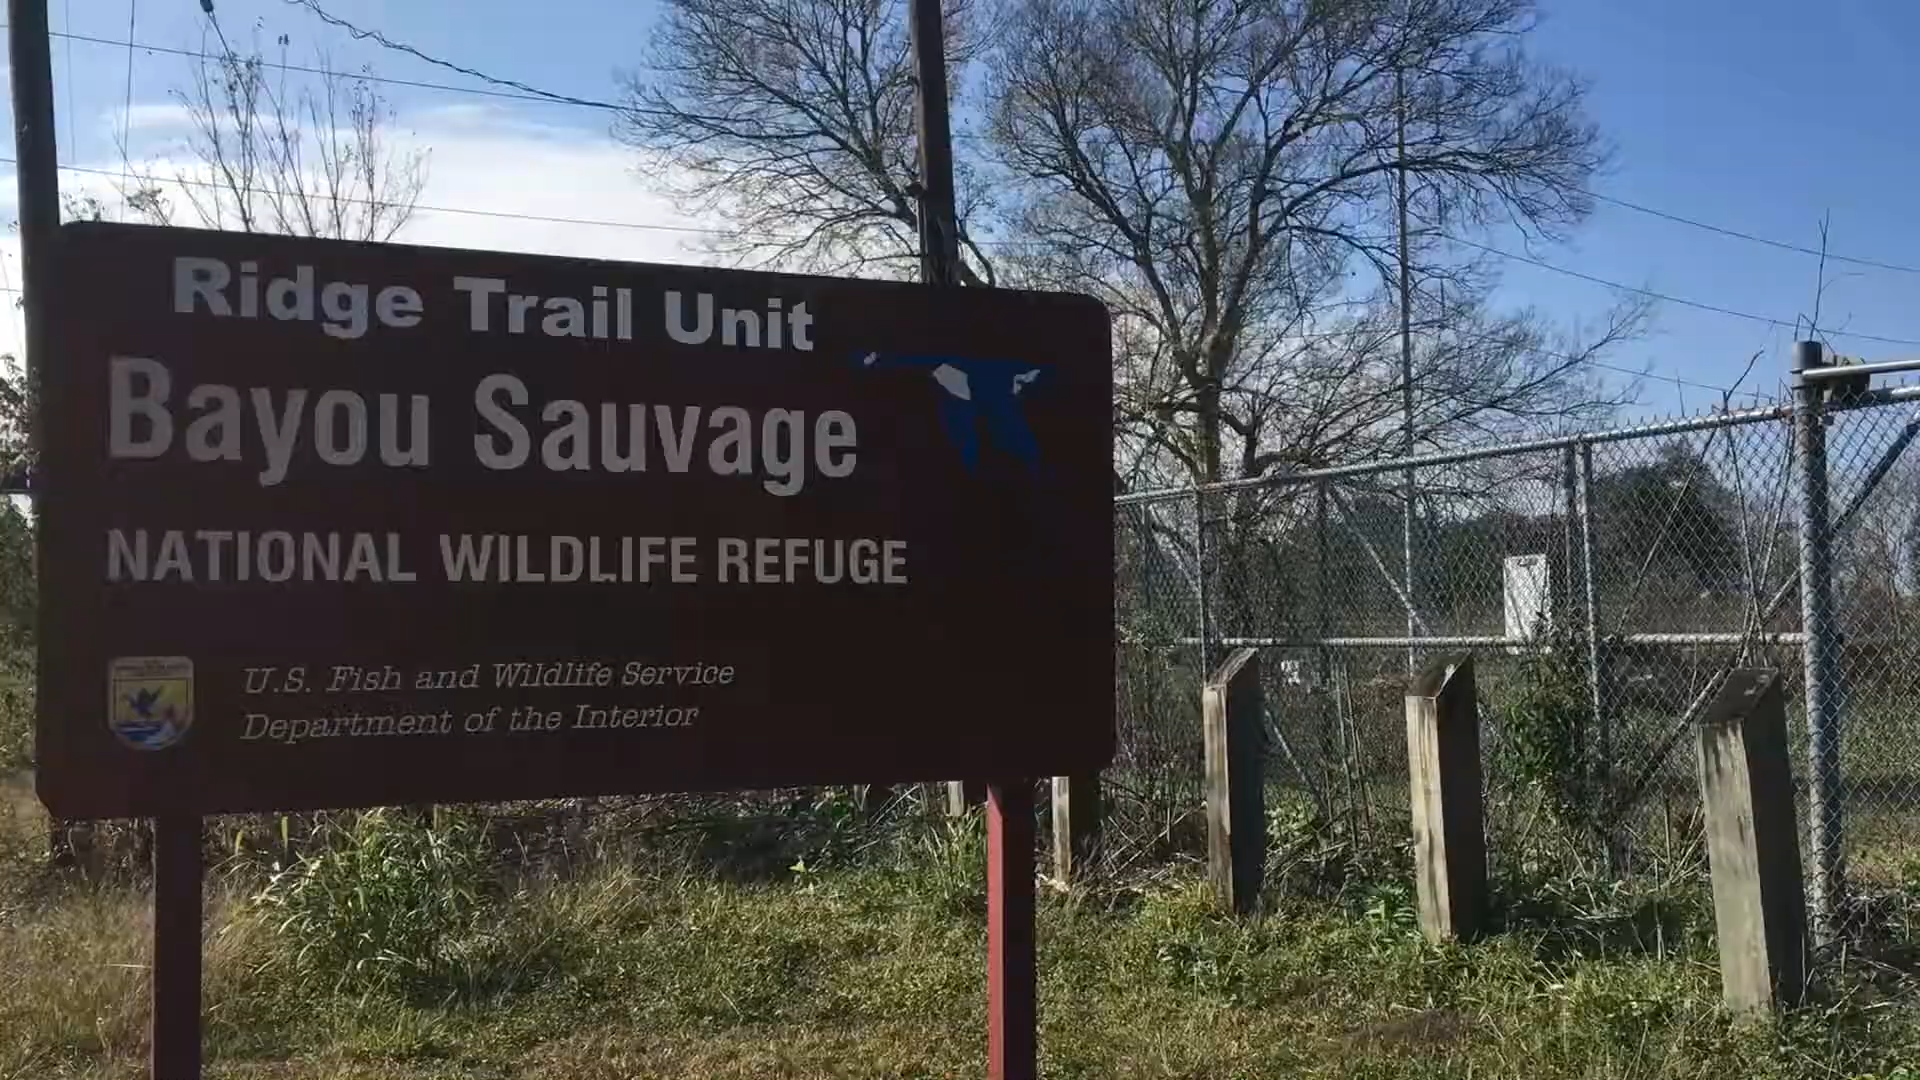 Ridge Trail Unit
Bayou Sauvage
NATIONAL WILDLIFE REFUGE
U.S. Fish and Wildlife Service
Department of the Interior